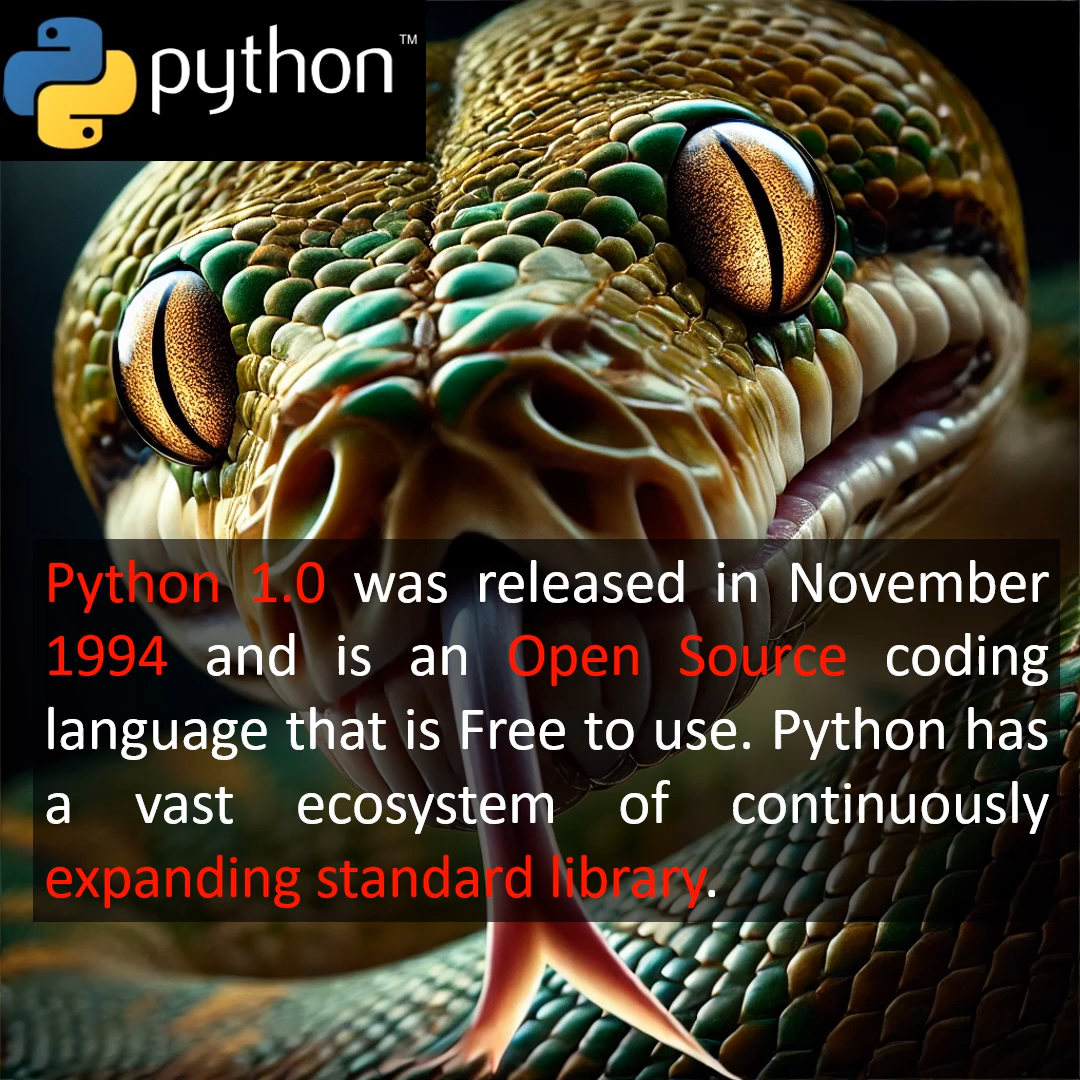 python™
Python 1.0 was released in November
1994 and is an Open Source coding
language that is Free to use. Python has
a vast ecosystem of continuously
expanding standard library.